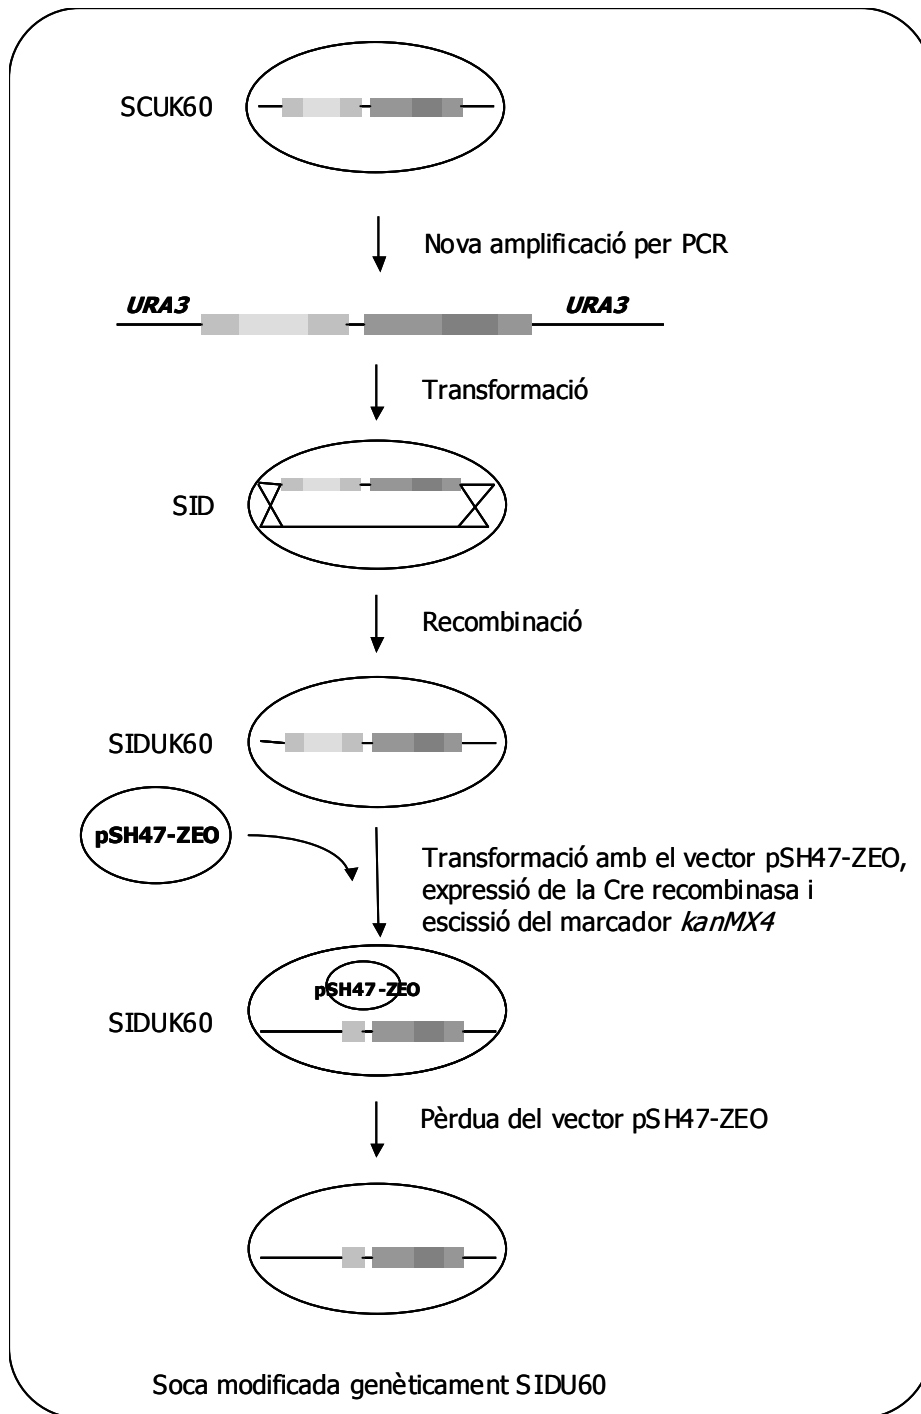 SCUK60
Nova amplificació per PCR
URA3 URA3
Transformació
SID
Recombinació
SIDUK60
pSH47-ZEO
Transformació amb el vector pSH47-ZEO,
expressió de la Cre recombinasa i
escissió del marcador kanMX4
pSH47-ZEO
SIDUK60
Pèrdua del vector pSH47-ZEO
Soca modificada genèticament SIDU60